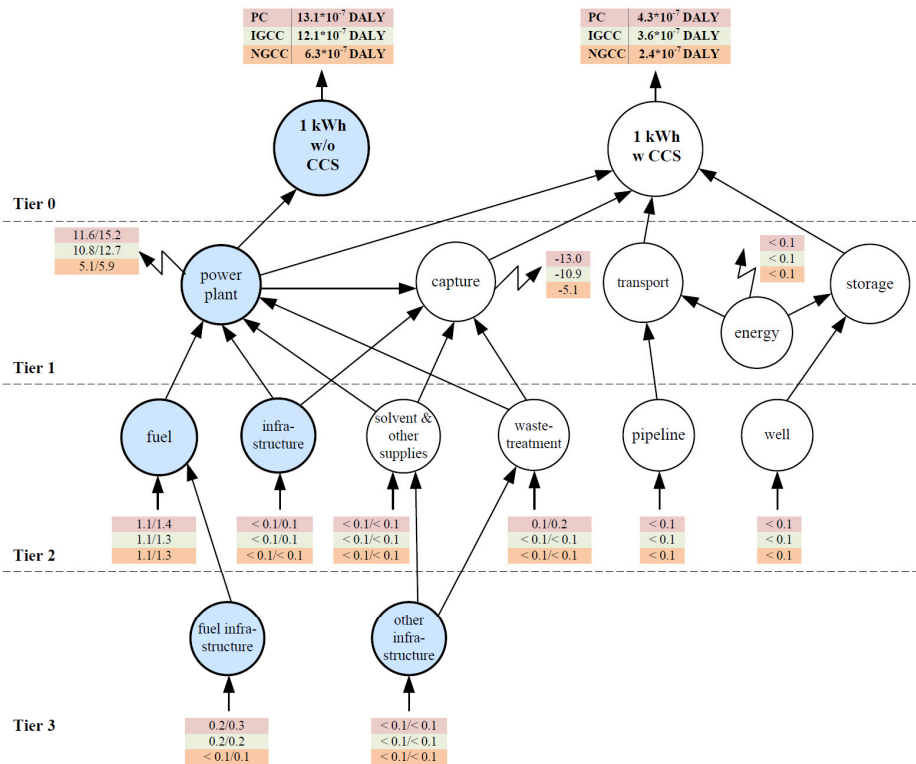 PC 13.1*10-7 DALY
IGCC 12.1*10-7 DALY
NGCC 6.3*10-7 DALY
PC 4.3*10-7 DALY
IGCC 3.6*10-7 DALY
NGCC 2.4*10-7 DALY
1 kWh
w/o
CCS
1 kWh
w CCS
Tier 0
11.6/15.2
10.8/12.7
5.1/5.9
power
plant
capture
-13.0
-10.9
-5.1
transport
< 0.1
< 0.1
< 0.1
energy
storage
Tier 1
fuel
infra-
structure
solvent &
other
supplies
waste-
treatment
pipeline
well
1.1/1.4
1.1/1.3
1.1/1.3
< 0.1/0.1
< 0.1/0.1
< 0.1/< 0.1
< 0.1/< 0.1
< 0.1/< 0.1
< 0.1/< 0.1
0.1/0.2
< 0.1/< 0.1
< 0.1/< 0.1
< 0.1
< 0.1
< 0.1
< 0.1
< 0.1
< 0.1
Tier 2
fuel infra-
structure
other
infra-
structure
Tier 3
0.2/0.3
0.2/0.2
< 0.1/0.1
< 0.1/< 0.1
< 0.1/< 0.1
< 0.1/< 0.1